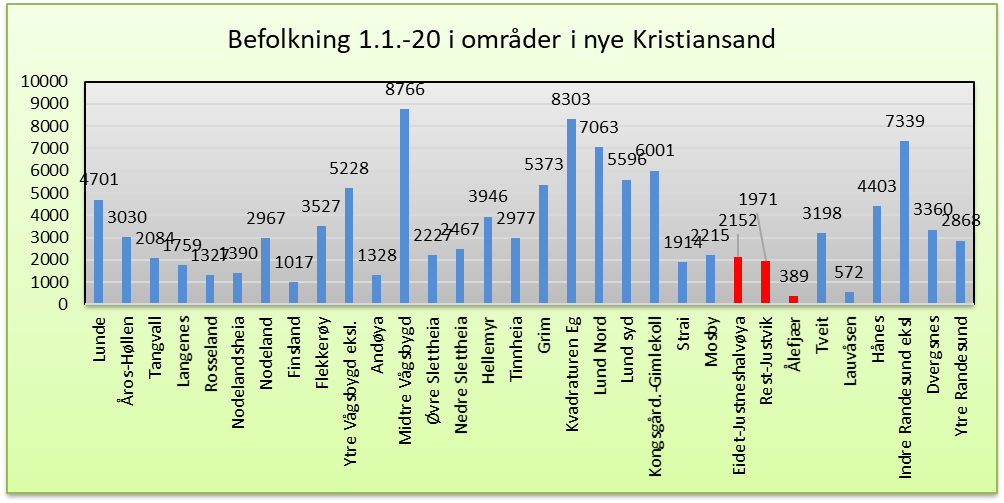 Befolkning 1.1.-20 i områder i nye Kristiansand
10000
9000
8000
7000
6000
5000
4000
3000
2000
1000
0
4701
3030
2084
1759
1327
1390
2967
1017
3527
5228
1328
8766
2227
2467
3946
2977
5373
8303
7063
5596
6001
1914
2215
2152
1971
389
3198
572
4403
7339
3360
2868
Lunde
Åros-Høllen
Tangvall
Langenes
Rosseland
Nodelandsheia
Nodeland
Finsland
Flekkerøy
Ytre Vågsbygd eksl.
Andøya
Midtre Vågsbygd
Øvre Slettheia
Nedre Slettheia
Hellemyr
Tinnheia
Grim
Kvadraturen Eg
Lund Nord
Lund syd
Kongsgård.-Gimlekoll
Strai
Mosby
Eidet-Justneshalvøya
Rest-Justvik
Ålefjær
Tveit
Lauvåsen
Hånes
Indre Randesund eksl
Dvergsnes
Ytre Randesund